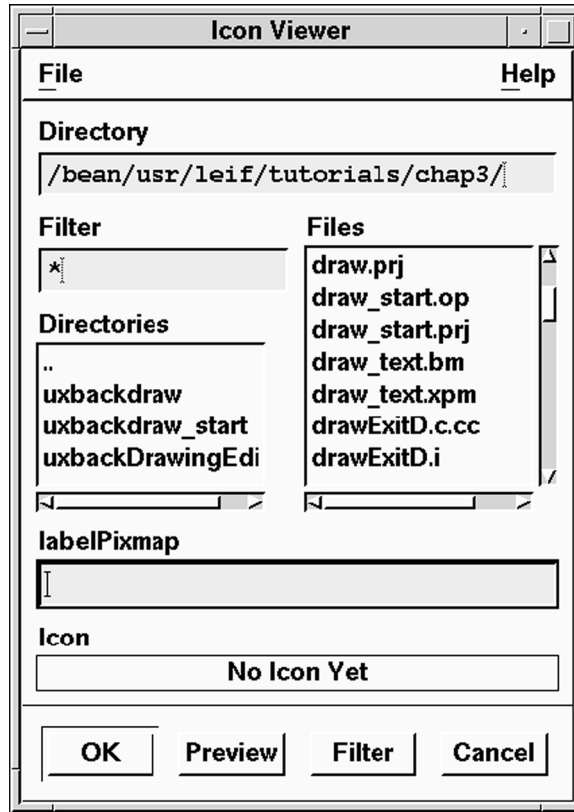 Icon Viewer
File Help
Directory
/bean/usr/leif/tutorials/chap3/
Filter
*
Directories
..
uxbackdraw
uxbackdraw_start
uxbackDrawingEdi
Files
draw.prj
draw_start.op
draw_start.prj
draw_text.bm
draw_text.xpm
drawExitD.c.cc
drawExitD.i
labelPixmap
Icon
No Icon Yet
OK Preview Filter Cancel